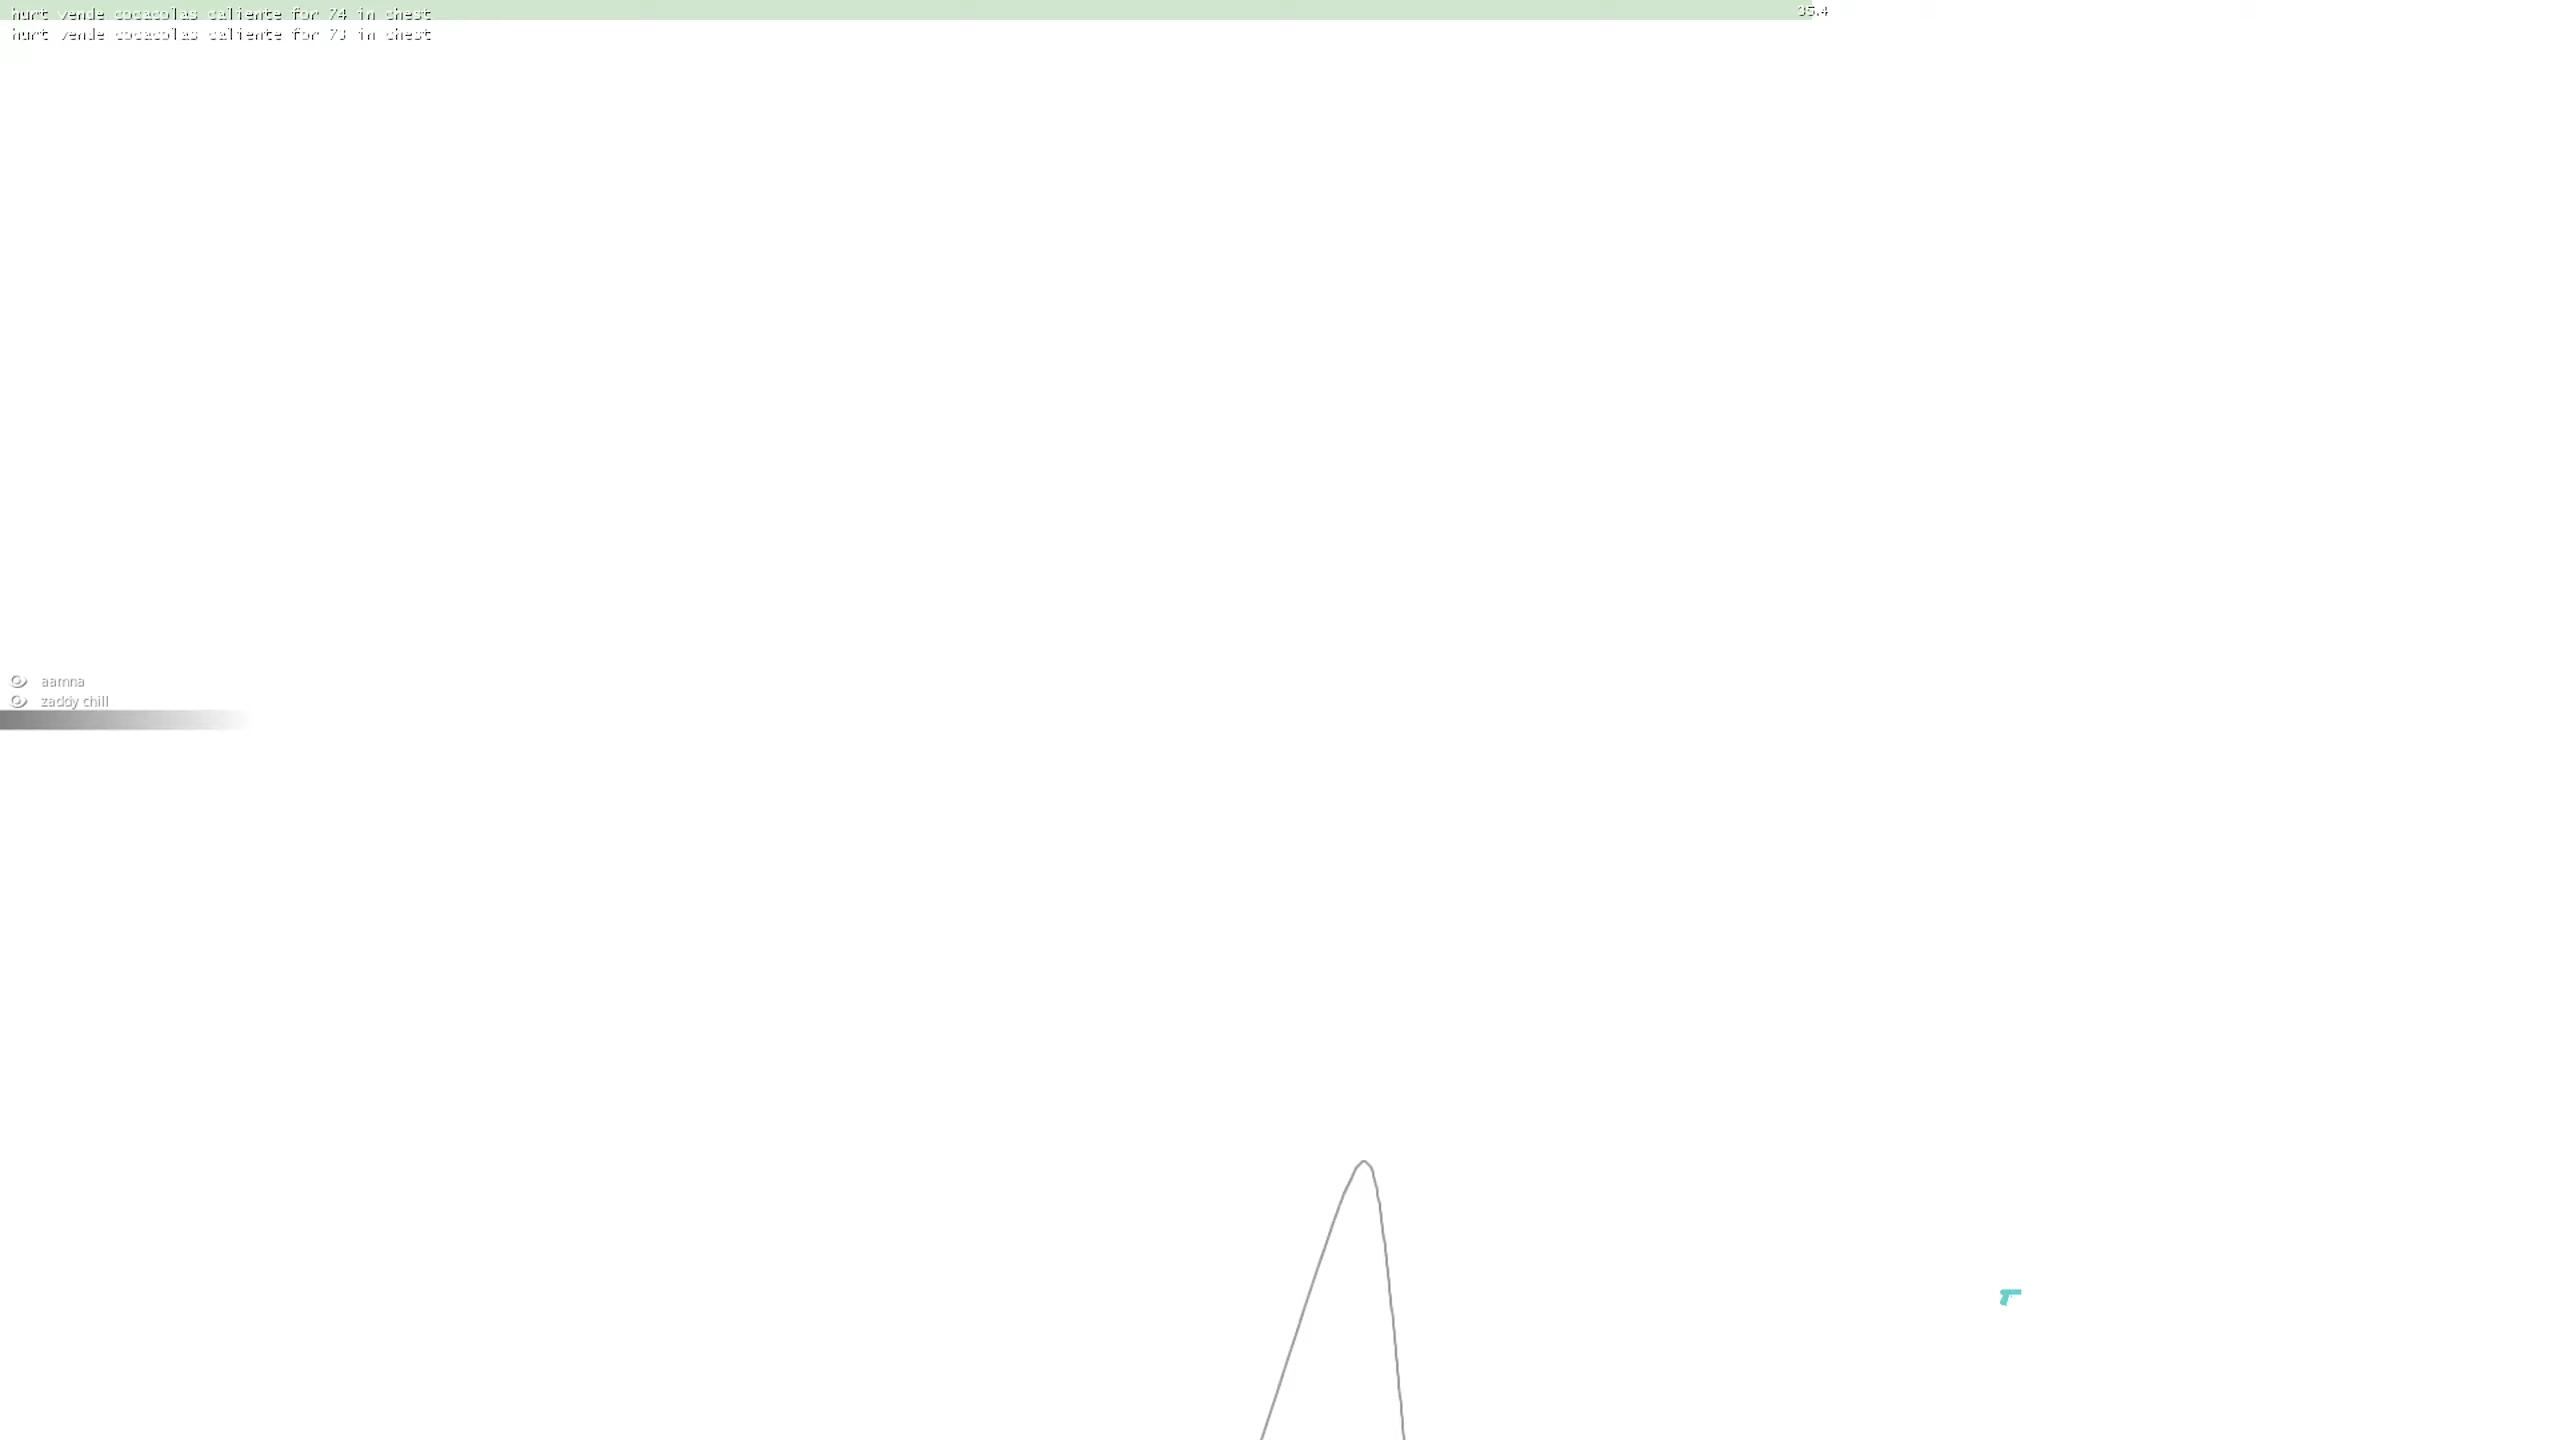 hurt vende cocacolas caliente for 74 in chest
35.4
hurt vende cocacolas caliente for 73 in chest
aamna
zaddy chill